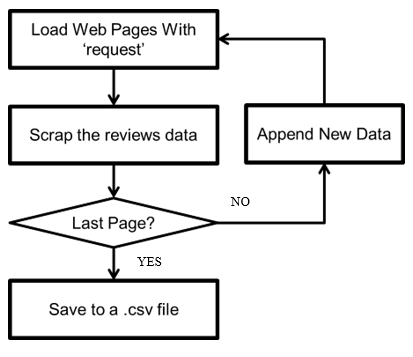 Load Web Pages With
‘request’
Scrap the reviews data
Append New Data
Last Page?
NO
YES
Save to a .csv file